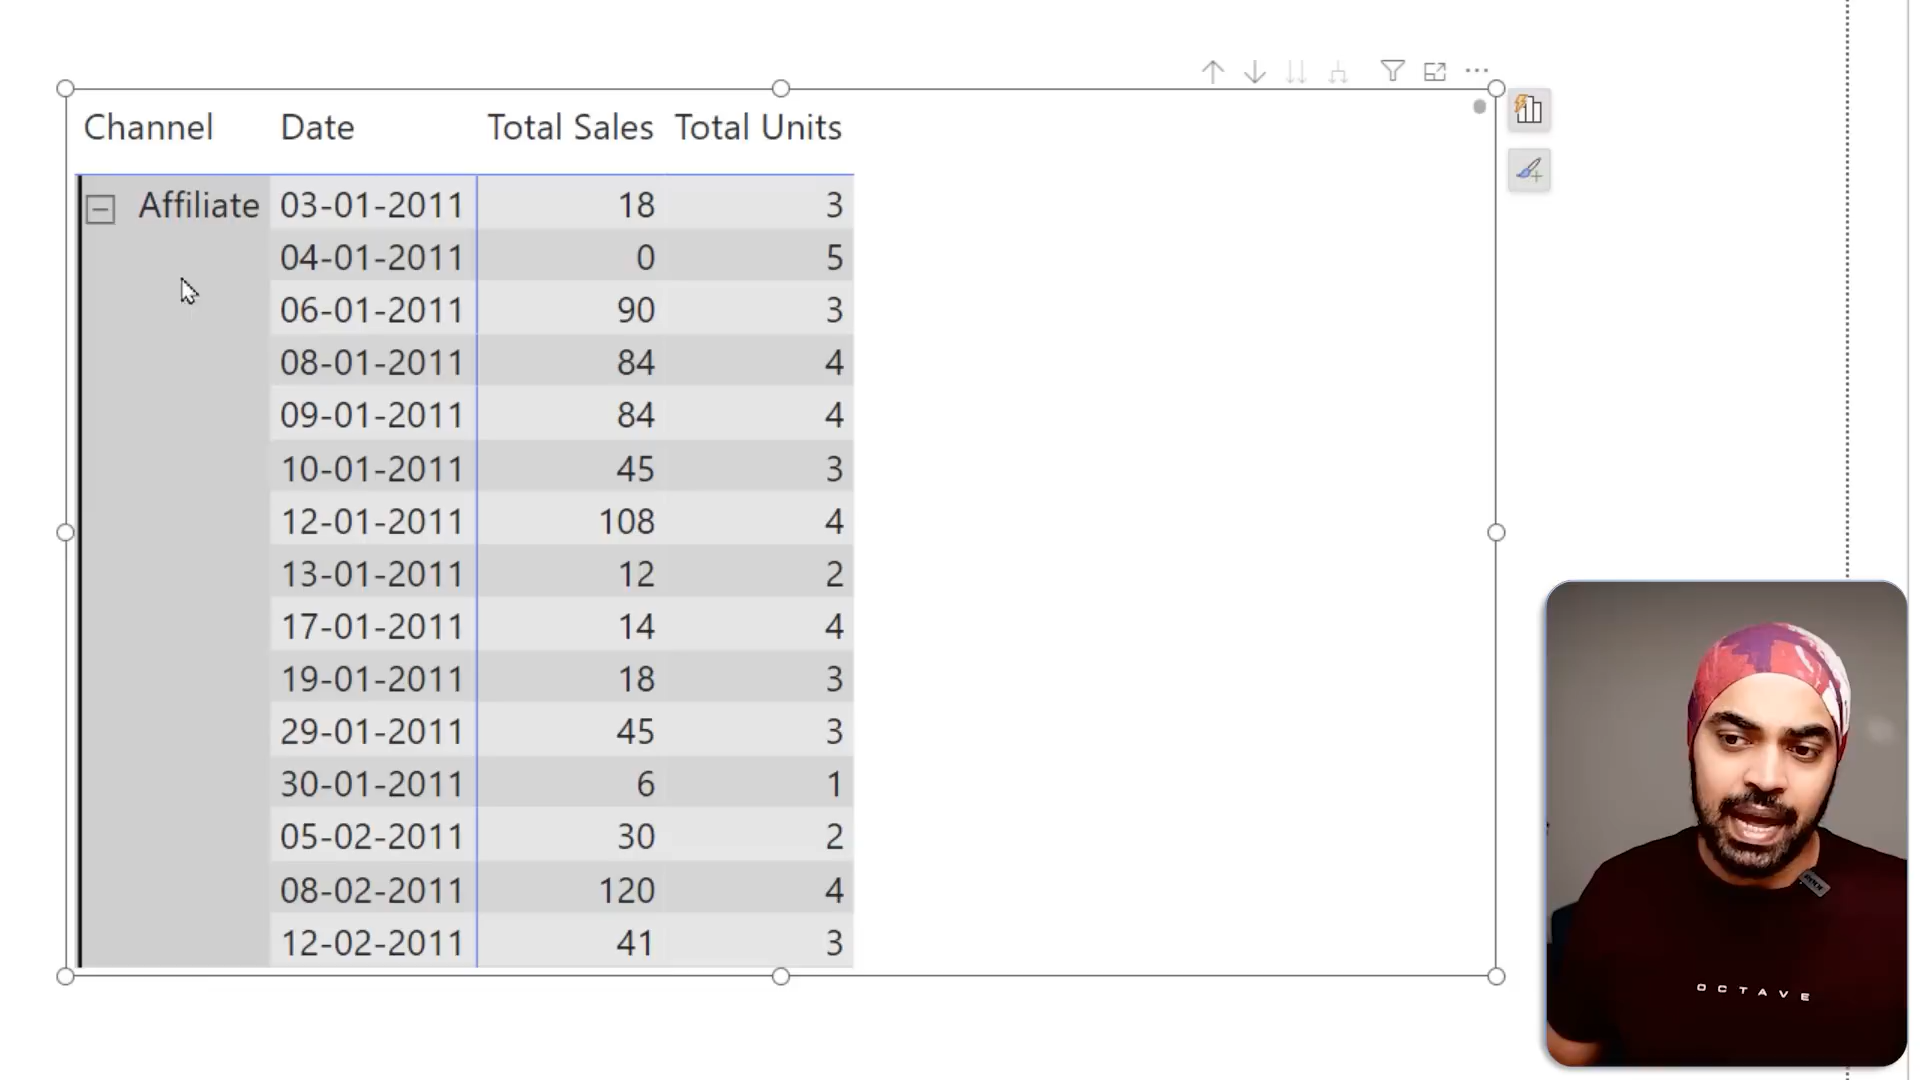 Channel Date Total Sales Total Units
Affiliate 03-01-2011 18 3
04-01-2011 0 5
06-01-2011 90 3
08-01-2011 84 4
09-01-2011 84 4
10-01-2011 45 3
12-01-2011 108 4
13-01-2011 12 2
17-01-2011 14 4
19-01-2011 18 3
29-01-2011 45 3
30-01-2011 6 1
05-02-2011 30 2
08-02-2011 120 4
12-02-2011 41 3
OCTAVE